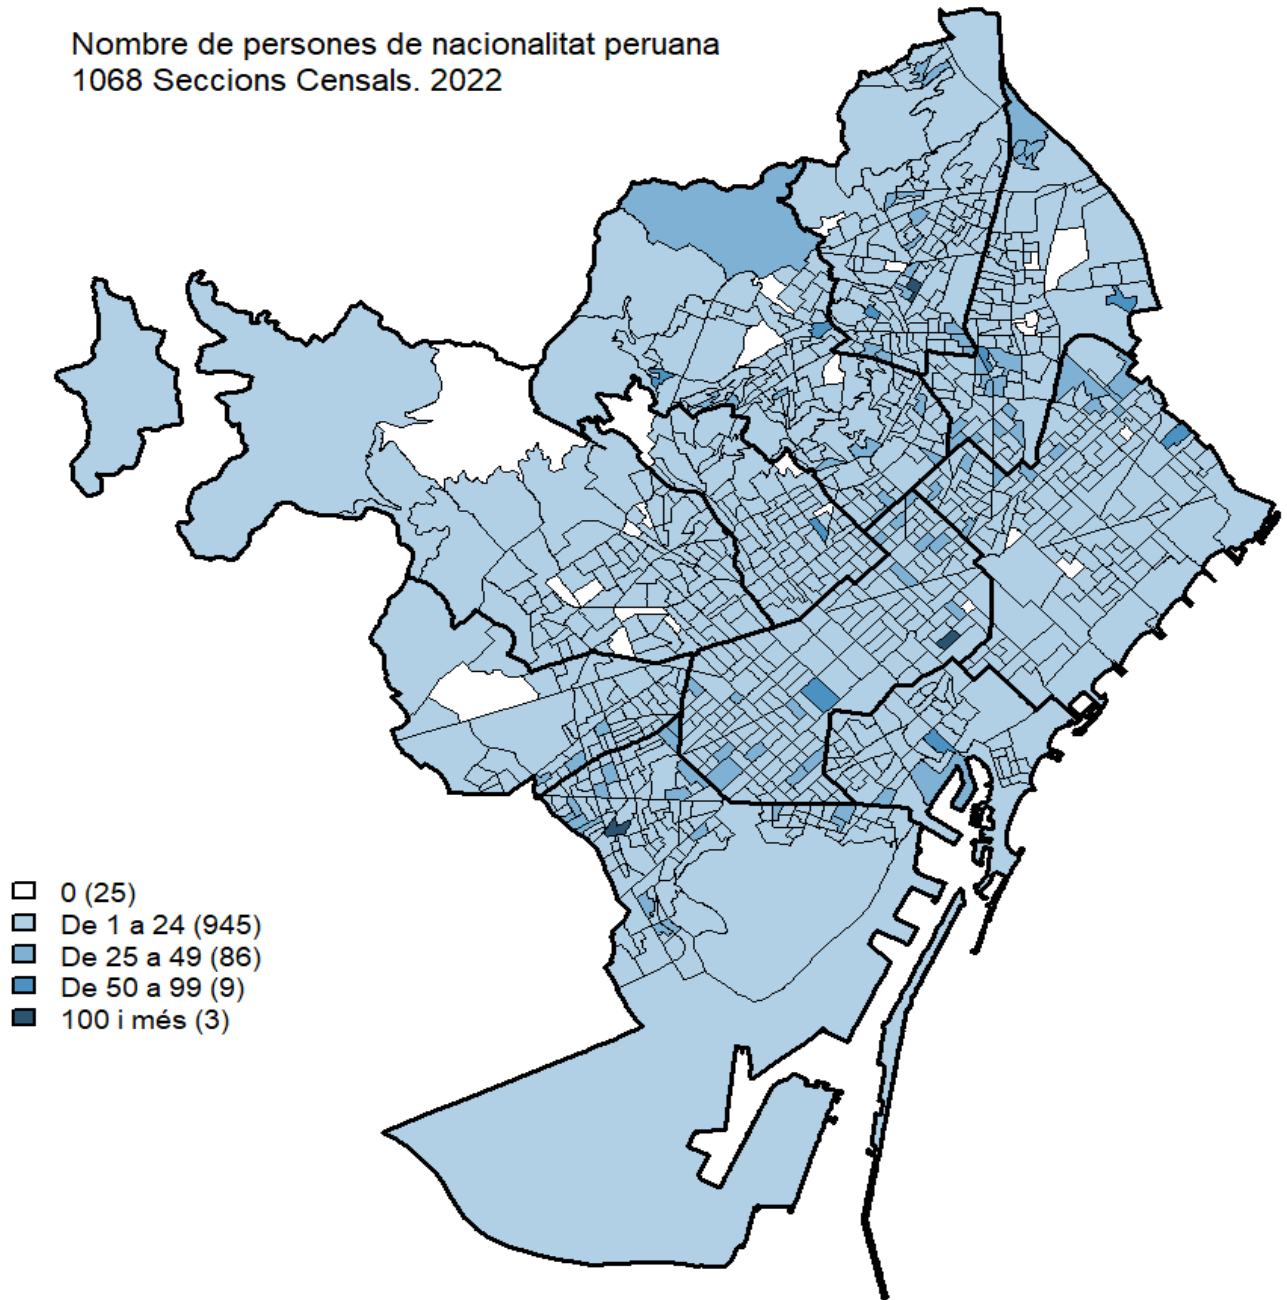 Nombre de persones de nacionalitat peruana
1068 Seccions Censals. 2022
0 (25)
De 1 a 24 (945)
De 25 a 49 (86)
De 50 a 99 (9)
100 i més (3)